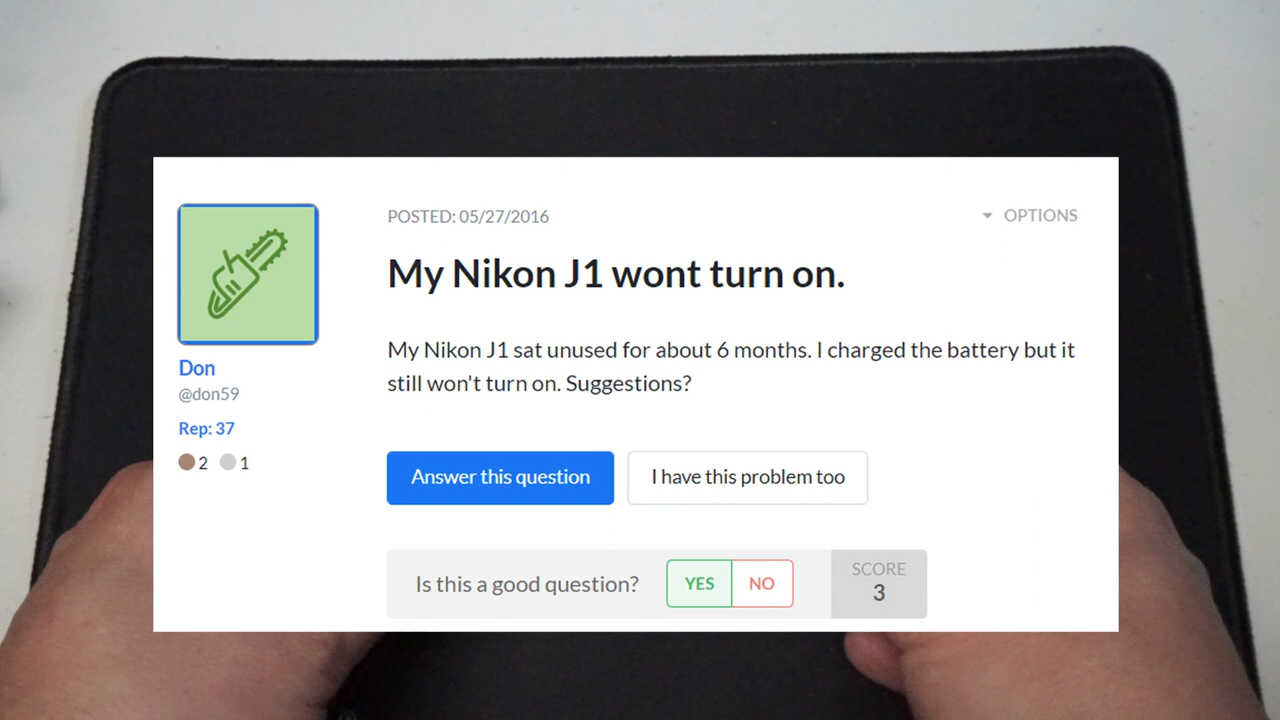 POSTED: 05/27/2016
OPTIONS
My Nikon J1 wont turn on.
My Nikon J1 sat unused for about 6 months. I charged the battery but it
still won't turn on. Suggestions?
Don
@don59
Rep: 37
2 1
Answer this question
I have this problem too
Is this a good question?
YES
NO
SCORE
3